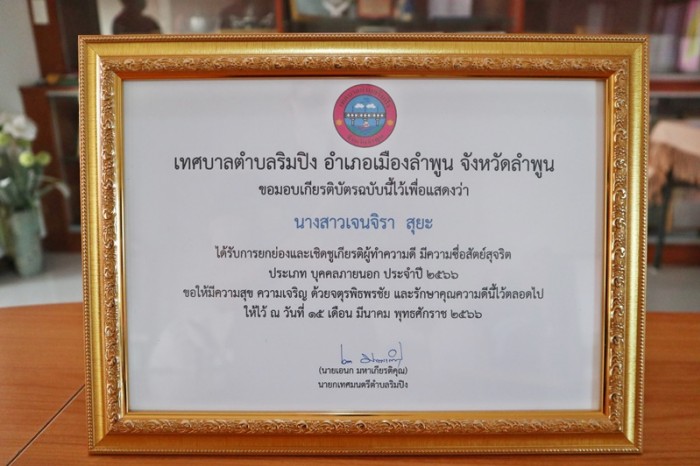 เทศบาลตำบลริมปิง อำเภอเมืองลำพูน จังหวัดลำพูน
ขอมอบเกียรติบัตรฉบับนี้ไว้เพื่อแสดงว่า
นางสาวเจนจิรา สุยะ
ได้รับการยกย่องและเชิดชูเกียรติผู้ทำความดี มีความซื่อสัตย์สุจริต
ประเภท บุคคลภายนอก ประจำปี ๒๕๖๖
ขอให้มีความสุข ความเจริญ ด้วยจตุรพิธพรชัย และรักษาคุณความดีนี้ไว้ตลอดไป
ให้ไว้ ณ วันที่ ๑๕ เดือน มีนาคม พุทธศักราช ๒๕๖๖
(นายเอนก มหาเกียรติคุณ)
นายกเทศมนตรีตำบลริมปิง